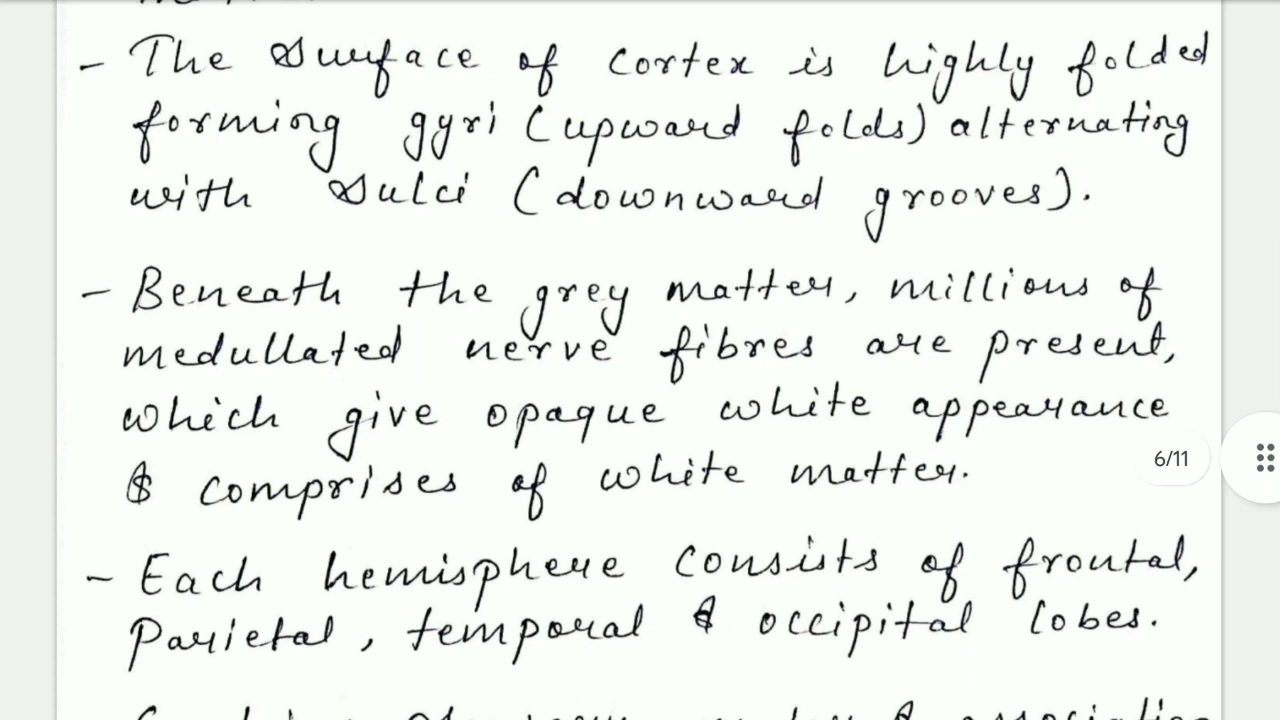 - The surface of cortex is highly folded
forming gyri (upward folds) alternating
with sulci (downward grooves).
- Beneath the grey matter, millions of
medullated nerve fibres are present,
which give opaque white appearance
& comprises of white matter.
6/11
- Each hemisphere consists of frontal,
Parietal, temporal & occipital lobes.